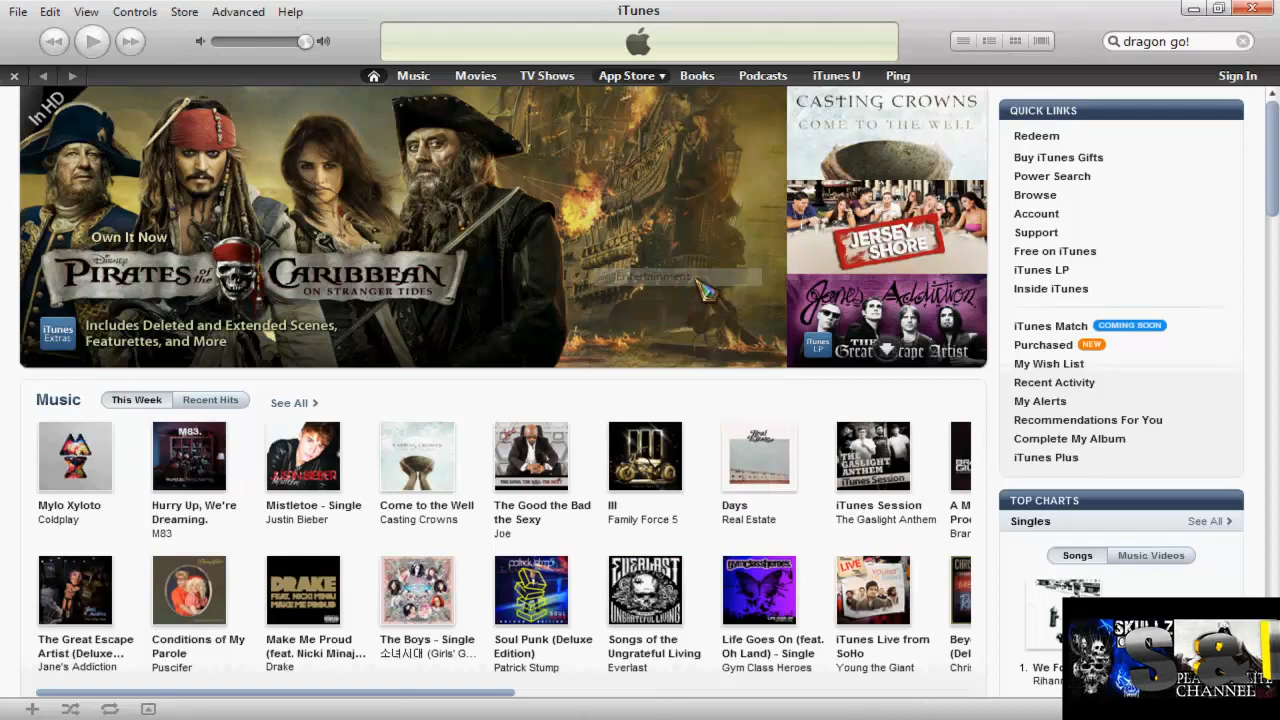 File Edit View Controls Store Advanced Help
iTunes
dragon go!
Music Movies TV Shows App Store Books Podcasts iTunes U Ping
Sign In
In HD
Own It Now
Disney
PIRATES of the CARIBBEAN
ON STRANGER TIDES
iTunes Extras
Includes Deleted and Extended Scenes,
Featurettes, and More
Entertainment
CASTING CROWNS
COME TO THE WELL
JERSEY
SHORE
Jane's Addiction
iTunes LP
THE
Great Escape Artist
QUICK LINKS
Redeem
Buy iTunes Gifts
Power Search
Browse
Account
Support
Free on iTunes
iTunes LP
Inside iTunes
iTunes Match COMING SOON
Purchased NEW
My Wish List
Recent Activity
My Alerts
Recommendations For You
Complete My Album
iTunes Plus
TOP CHARTS
Singles See All
Songs Music Videos
1. We Fo
Rihann
Music This Week Recent Hits See All
Mylo Xyloto
Coldplay
Hurry Up, We're
Dreaming.
M83
Mistletoe - Single
Justin Bieber
Come to the Well
Casting Crowns
The Good the Bad
the Sexy
Joe
III
Family Force 5
Days
Real Estate
iTunes Session
The Gaslight Anthem
A M
Proc
Bran
The Great Escape
Artist (Deluxe...
Jane's Addiction
Conditions of My
Parole
Puscifer
Make Me Proud
(feat. Nicki Minaj...
Drake
The Boys - Single
소녀시대 (Girls' G...
Soul Punk (Deluxe
Edition)
Patrick Stump
Songs of the
Ungrateful Living
Everlast
Life Goes On (feat.
Oh Land) - Single
Gym Class Heroes
iTunes Live from
SoHo
Young the Giant
Bey
(Del
Chris
SKULLZ
S&
CHANNEL